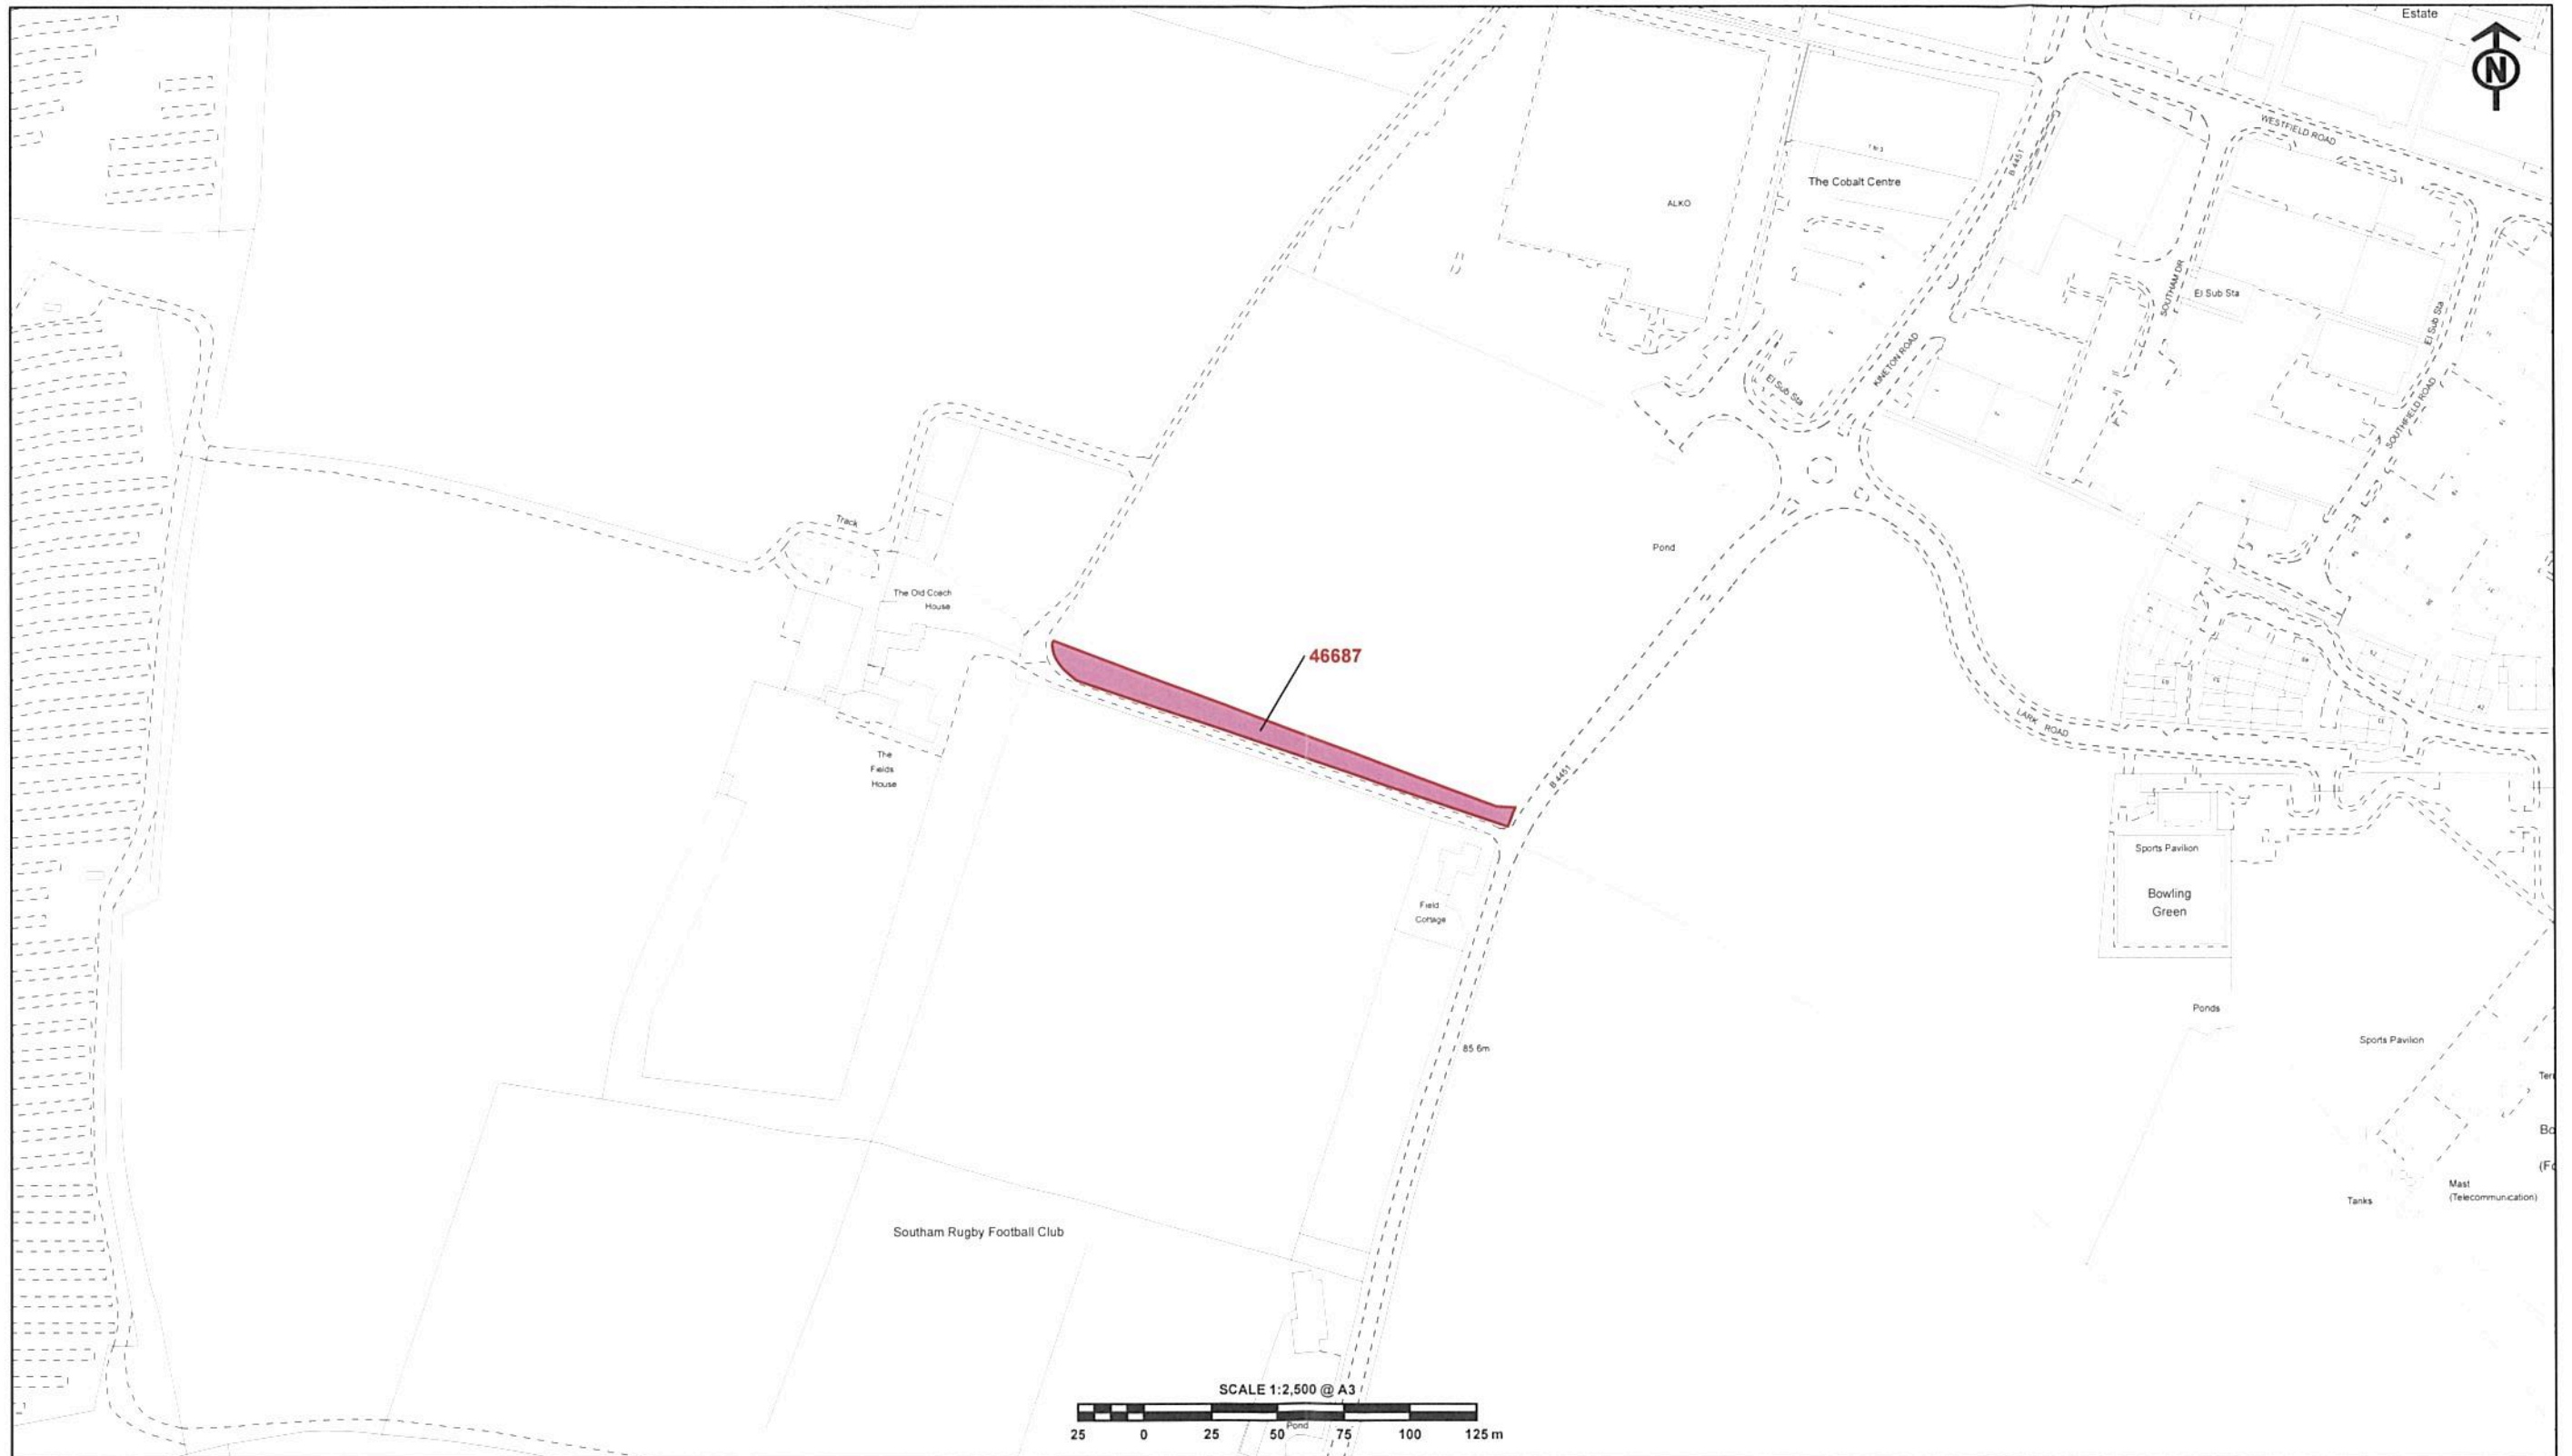 Estate
N
WESTFIELD ROAD
B 4451
The Cobalt Centre
ALKO
SOUTHAM DR
El Sub Sta
El Sub Sta
KINETON ROAD
El Sub Sta
SOUTHFIELD ROAD
Track
Pond
The Old Coach
House
46687
LARK ROAD
The
Fields
House
B 4451
Sports Pavilion
Bowling
Green
Field
Cottage
Ponds
Sports Pavilion
85.6m
Mast
(Telecommunication)
Tanks
Southam Rugby Football Club
SCALE 1:2,500 @ A3
Pond
25 0 25 50 75 100 125 m